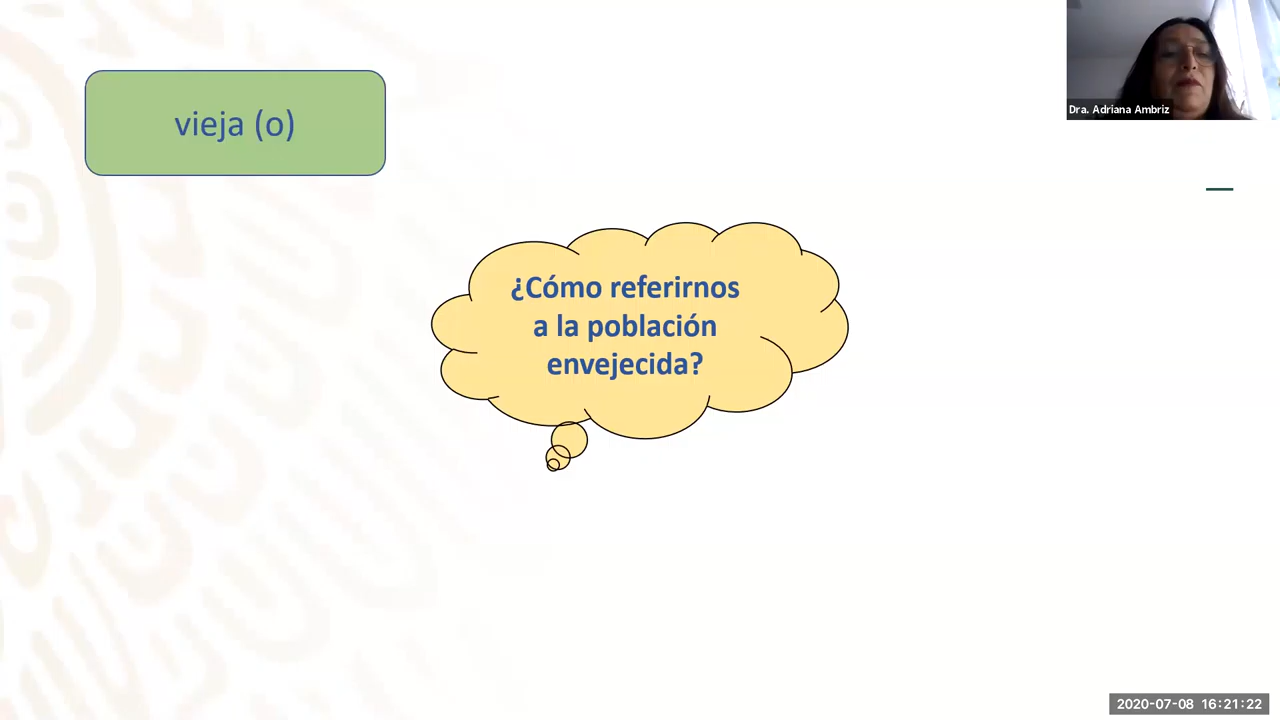 Dra. Adriana Ambriz
vieja (o)
¿Cómo referirnos
a la población
envejecida?
2020-07-08 16:21:22